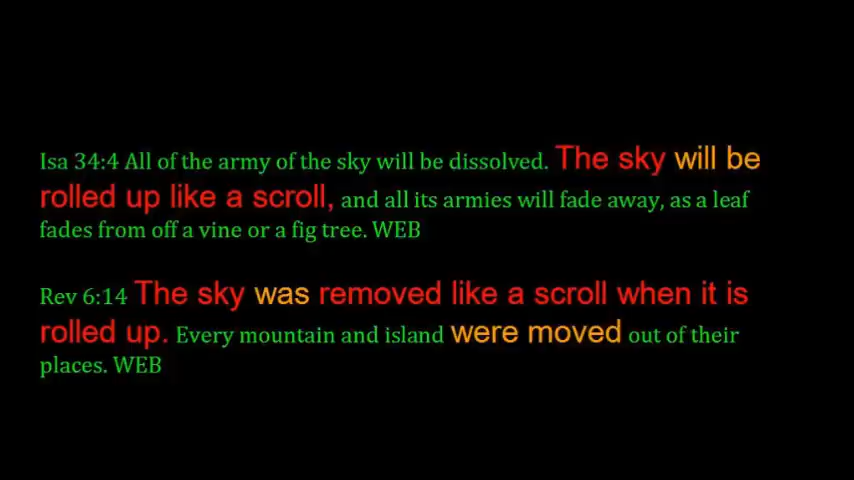 Isa 34:4 All of the army of the sky will be dissolved. The sky will be
rolled up like a scroll, and all its armies will fade away, as a leaf
fades from off a vine or a fig tree. WEB
Rev 6:14 The sky was removed like a scroll when it is
rolled up. Every mountain and island were moved out of their
places. WEB